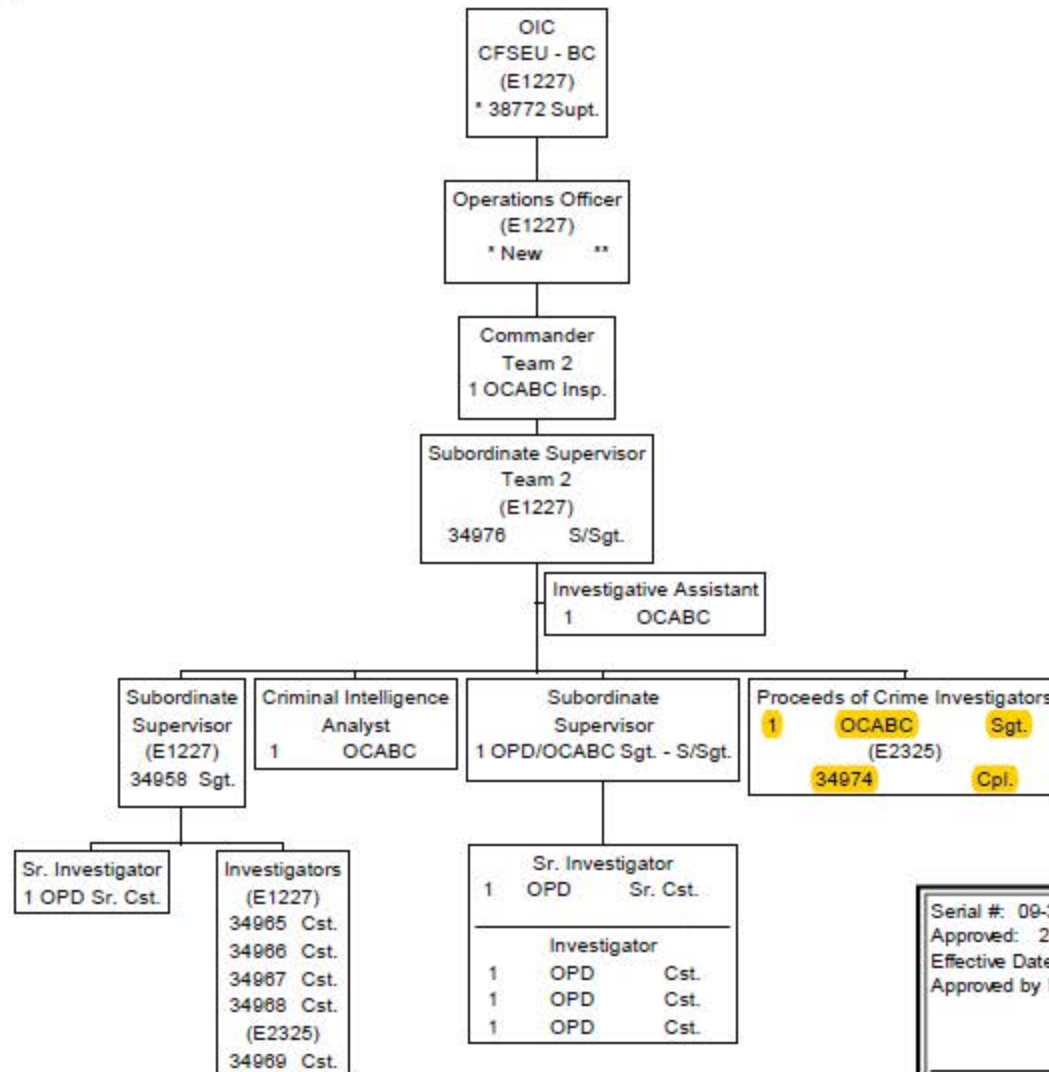 OIC
CFSEU - BC
(E1227)
* 38772 Supt.
Operations Officer
(E1227)
* New **
Commander
Team 2
1 OCABC Insp.
Subordinate Supervisor
Team 2
(E1227)
34976 S/Sgt.
Investigative Assistant
1 OCABC
Subordinate
Supervisor
(E1227)
34958 Sgt.
Criminal Intelligence
Analyst
1 OCABC
Subordinate
Supervisor
1 OPD/OCABC Sgt. - S/Sgt.
Proceeds of Crime Investigators
1 OCABC Sgt.
(E2325)
34974 Cpl.
Sr. Investigator
1 OPD Sr. Cst.
Investigators
(E1227)
34965 Cst.
34966 Cst.
34967 Cst.
34968 Cst.
(E2325)
34969 Cst.
Sr. Investigator
1 OPD Sr. Cst.
Investigator
1 OPD Cst.
1 OPD Cst.
1 OPD Cst.
Serial #: 09-
Approved: 2
Effective Date
Approved by